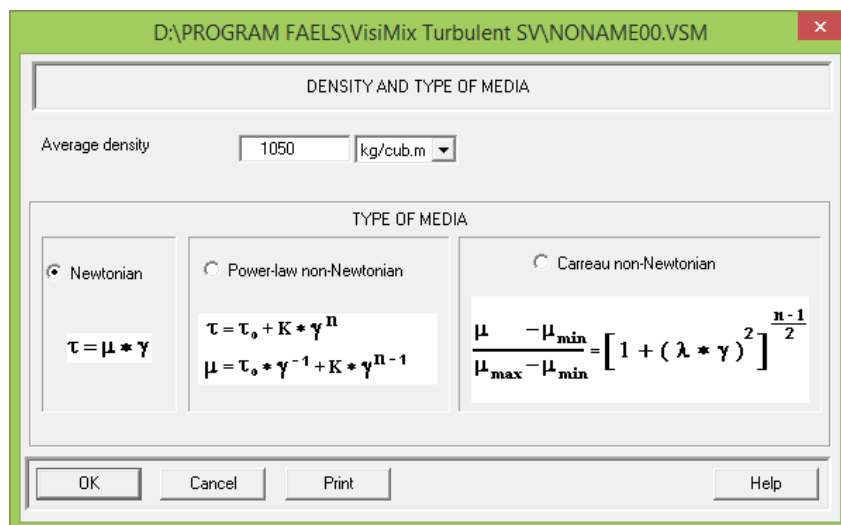 D:\PROGRAM FAELS\VisiMix Turbulent SV\NONAME00.VSM
DENSITY AND TYPE OF MEDIA
Average density 1050 kg/cub.m
TYPE OF MEDIA
Newtonian
τ = μ * γ
Power-law non-Newtonian
τ = τₒ + K * γⁿ
μ = τₒ * γ⁻¹ + K * γⁿ⁻¹
Carreau non-Newtonian
(μ − μmin) / (μmax − μmin) = [1 + (λ * γ)²]^((n-1)/2)
OK Cancel Print Help